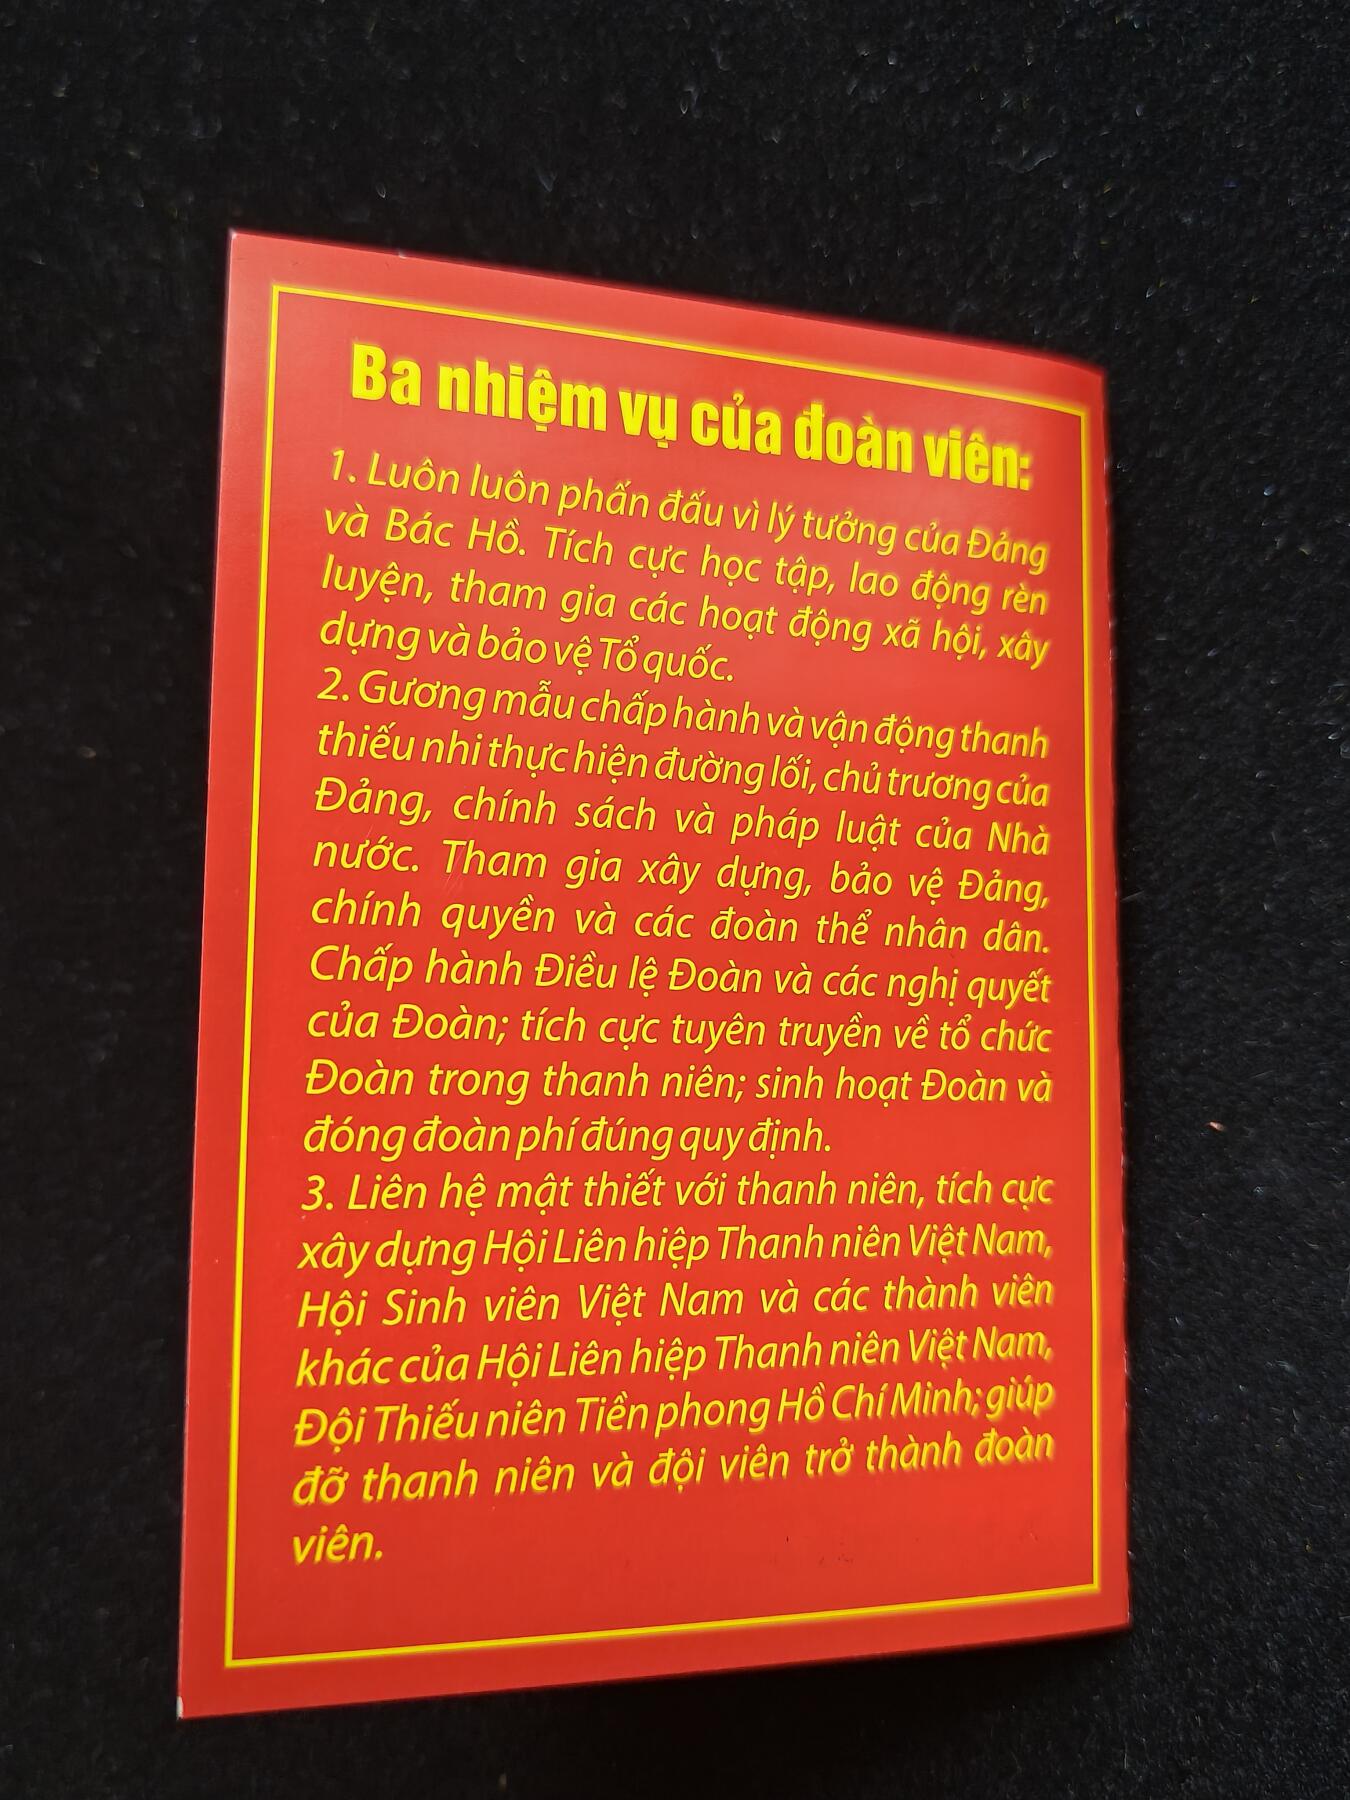 Ba nhiệm vụ của đoàn viên:
1. Luôn luôn phấn đấu vì lý tưởng của Đảng
và Bác Hồ. Tích cực học tập, lao động rèn
luyện, tham gia các hoạt động xã hội, xây
dựng và bảo vệ Tổ quốc.
2. Gương mẫu chấp hành và vận động thanh
thiếu nhi thực hiện đường lối, chủ trương của
Đảng, chính sách và pháp luật của Nhà
nước. Tham gia xây dựng, bảo vệ Đảng,
chính quyền và các đoàn thể nhân dân.
Chấp hành Điều lệ Đoàn và các nghị quyết
của Đoàn; tích cực tuyên truyền về tổ chức
Đoàn trong thanh niên; sinh hoạt Đoàn và
đóng đoàn phí đúng quy định.
3. Liên hệ mật thiết với thanh niên, tích cực
xây dựng Hội Liên hiệp Thanh niên Việt Nam,
Hội Sinh viên Việt Nam và các thành viên
khác của Hội Liên hiệp Thanh niên Việt Nam,
Đội Thiếu niên Tiền phong Hồ Chí Minh; giúp
đỡ thanh niên và đội viên trở thành đoàn
viên.